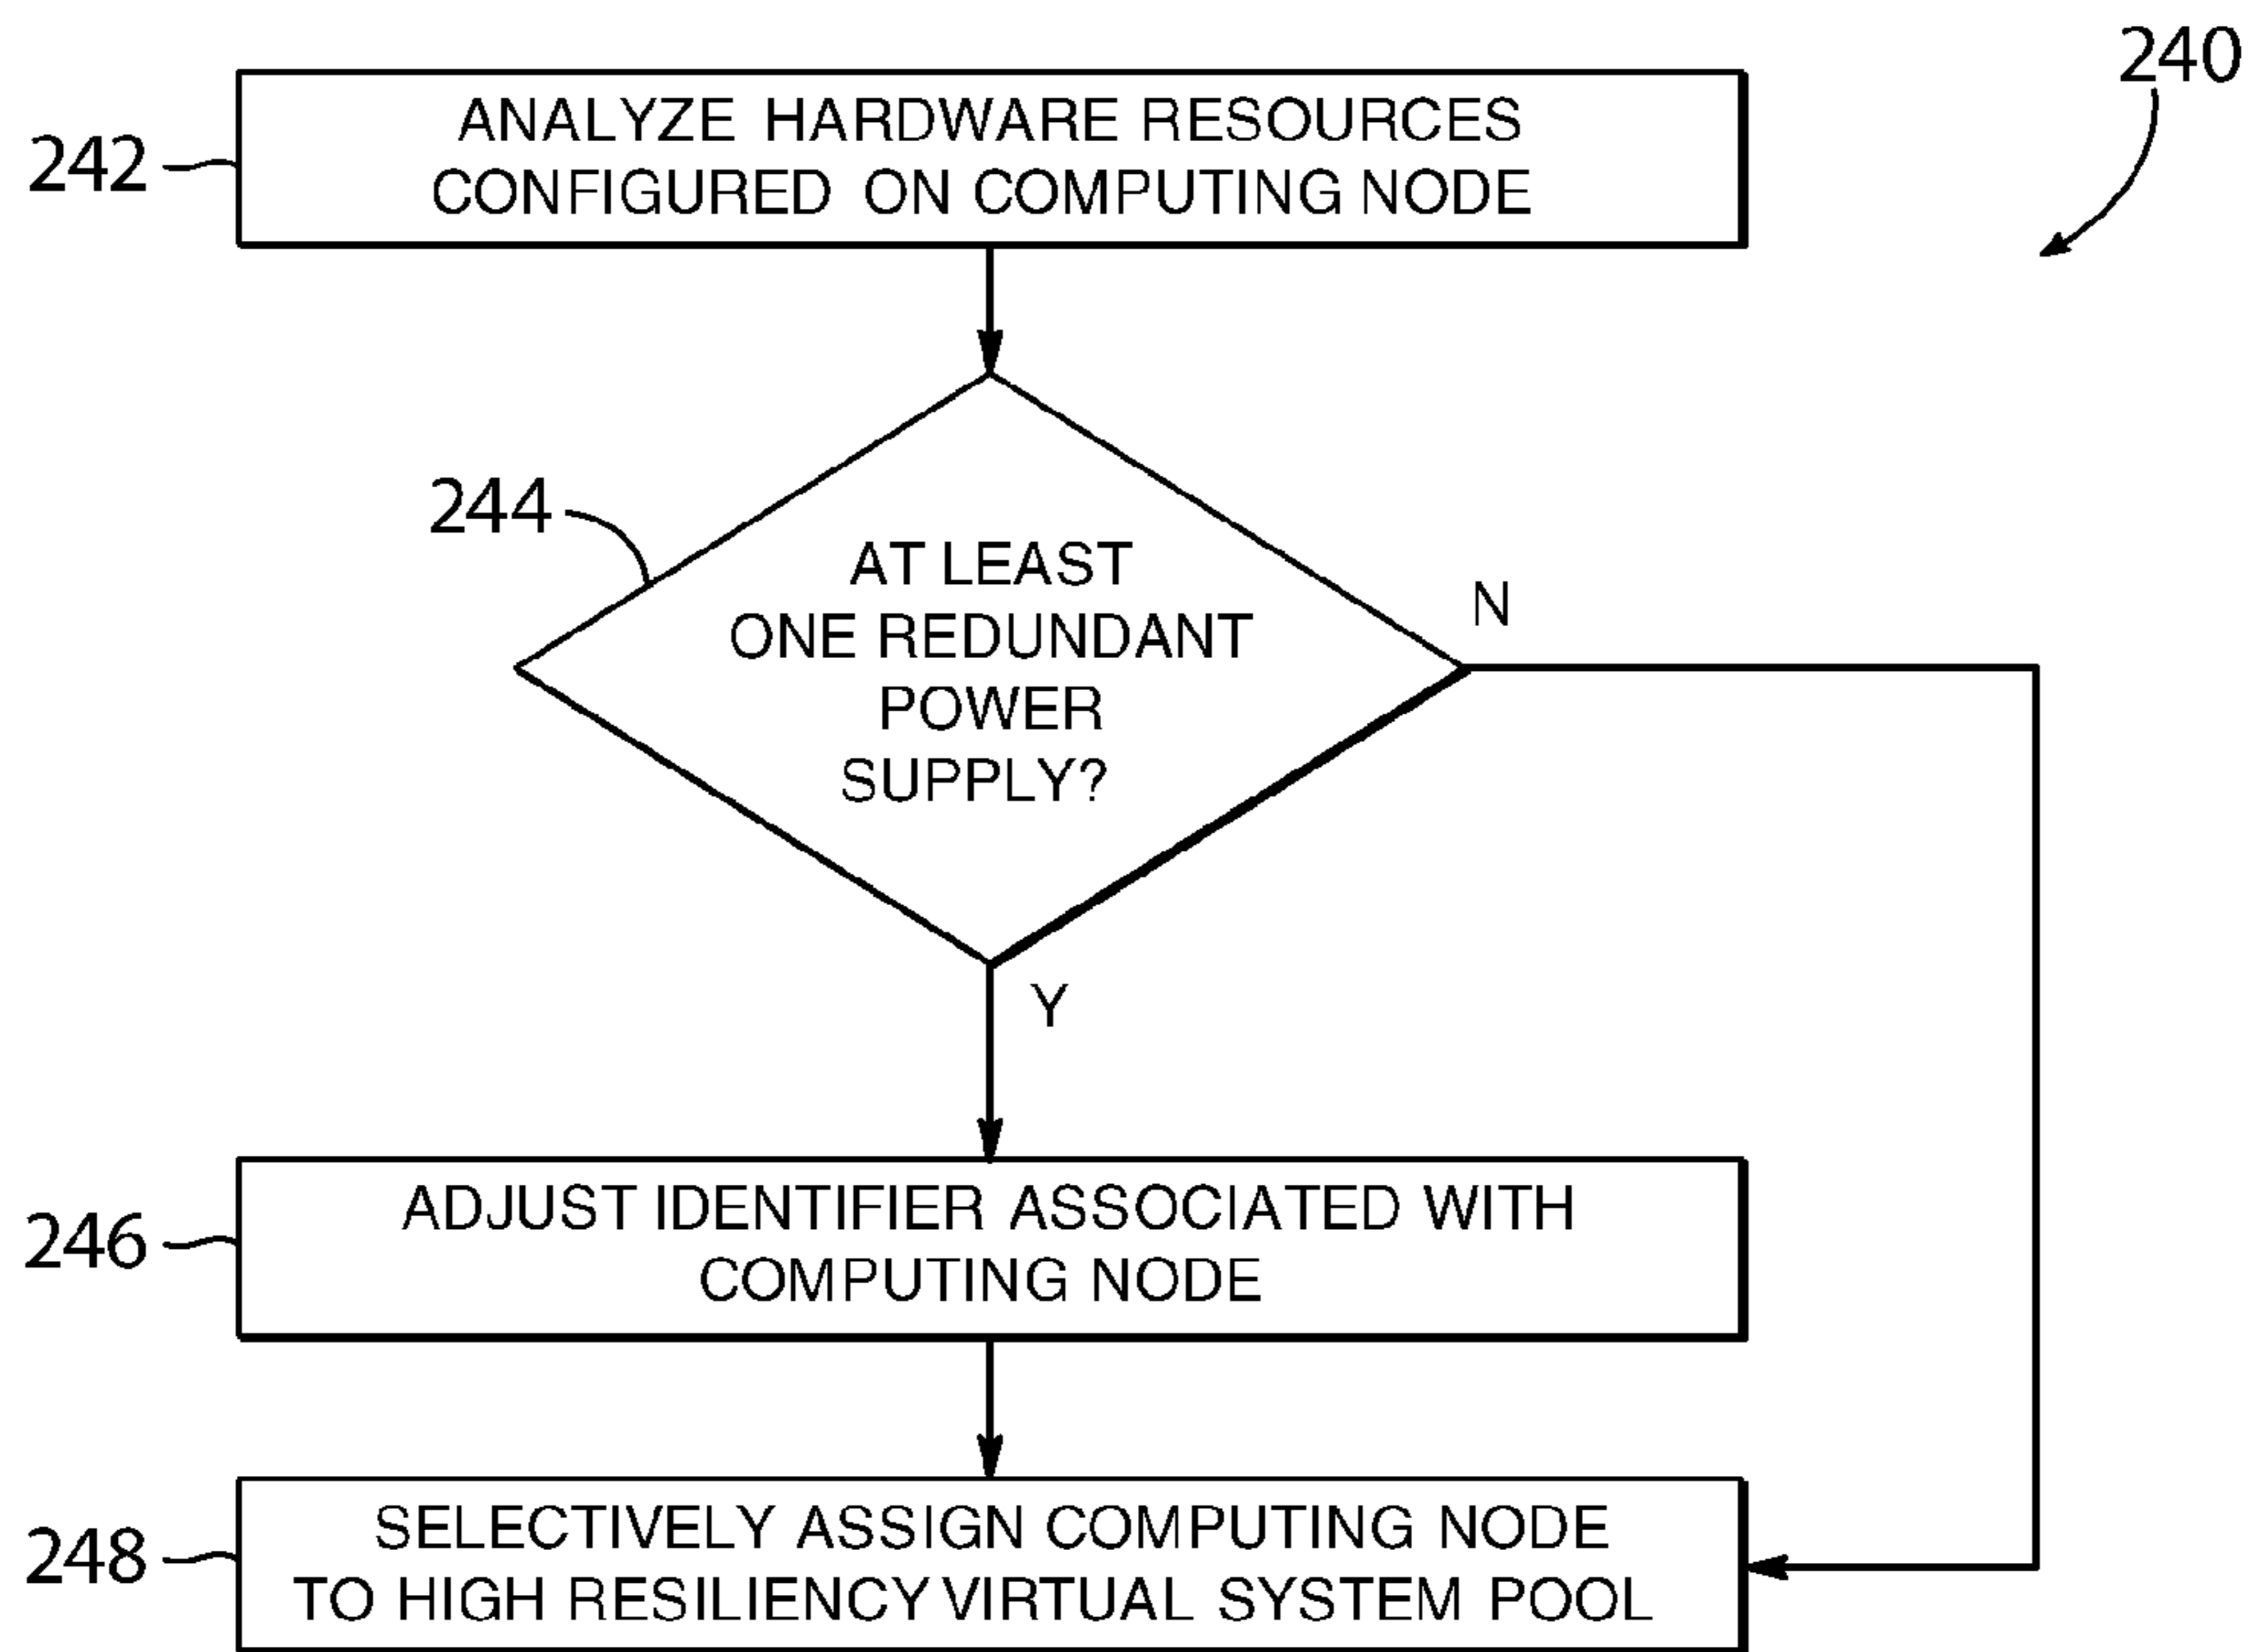 240
242
ANALYZE HARDWARE RESOURCES
CONFIGURED ON COMPUTING NODE
244
AT LEAST
ONE REDUNDANT
POWER
SUPPLY?
N
Y
246
ADJUST IDENTIFIER ASSOCIATED WITH
COMPUTING NODE
248
SELECTIVELY ASSIGN COMPUTING NODE
TO HIGH RESILIENCY VIRTUAL SYSTEM POOL